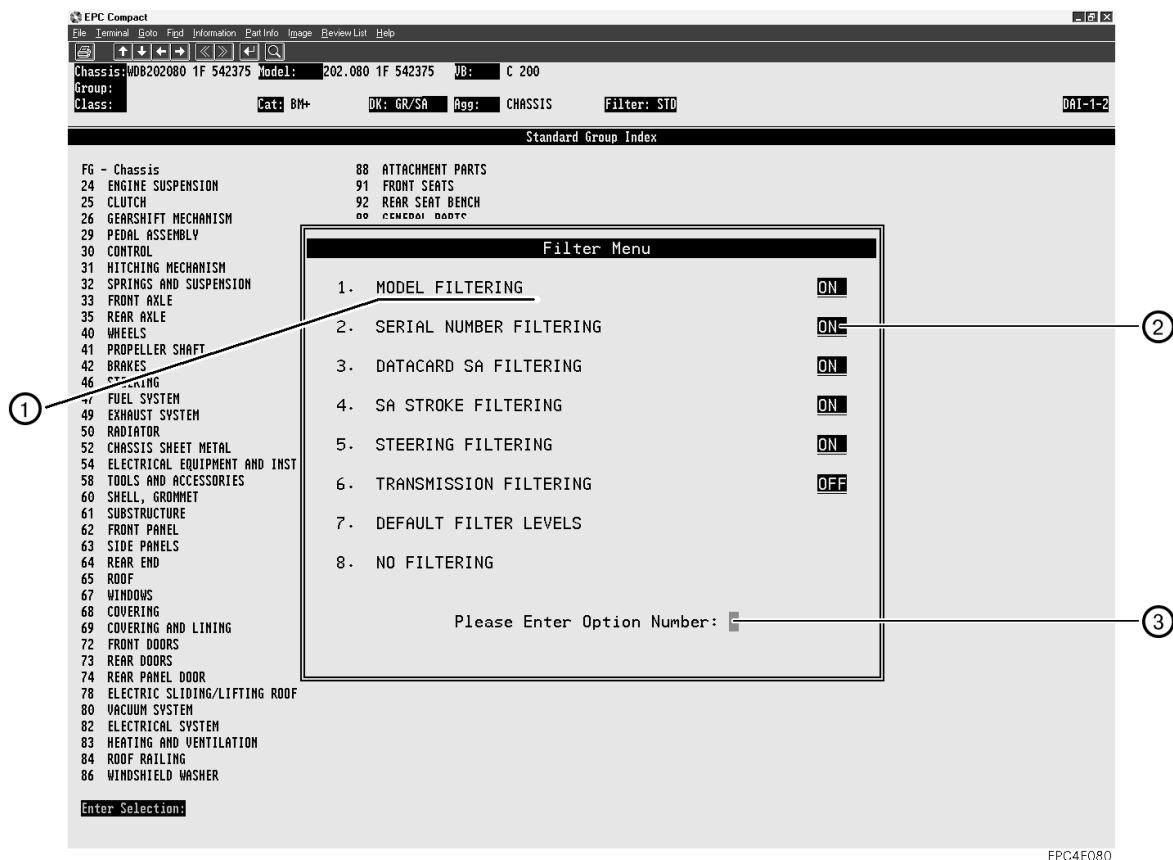 EPC Compact
File Terminal Goto Find Information Part Info Image Review List Help
Chassis: WDB202080 1F 542375 Model: 202.080 1F 542375 VB: C 200
Group:
Class: Cat: BM+ DK: GR/SA Agg: CHASSIS Filter: STD DAI-1-2
Standard Group Index
FG - Chassis
24 ENGINE SUSPENSION
25 CLUTCH
26 GEARSHIFT MECHANISM
29 PEDAL ASSEMBLY
30 CONTROL
31 HITCHING MECHANISM
32 SPRINGS AND SUSPENSION
33 FRONT AXLE
35 REAR AXLE
40 WHEELS
41 PROPELLER SHAFT
42 BRAKES
46 STEERING
47 FUEL SYSTEM
49 EXHAUST SYSTEM
50 RADIATOR
52 CHASSIS SHEET METAL
54 ELECTRICAL EQUIPMENT AND INST
58 TOOLS AND ACCESSORIES
60 SHELL, GROMMET
61 SUBSTRUCTURE
62 FRONT PANEL
63 SIDE PANELS
64 REAR END
65 ROOF
67 WINDOWS
68 COVERING
69 COVERING AND LINING
72 FRONT DOORS
73 REAR DOORS
74 REAR PANEL DOOR
78 ELECTRIC SLIDING/LIFTING ROOF
80 VACUUM SYSTEM
82 ELECTRICAL SYSTEM
83 HEATING AND VENTILATION
84 ROOF RAILING
86 WINDSHIELD WASHER
88 ATTACHMENT PARTS
91 FRONT SEATS
92 REAR SEAT BENCH
98 GENERAL PARTS
Filter Menu
1. MODEL FILTERING ON
2. SERIAL NUMBER FILTERING ON
3. DATACARD SA FILTERING ON
4. SA STROKE FILTERING ON
5. STEERING FILTERING ON
6. TRANSMISSION FILTERING OFF
7. DEFAULT FILTER LEVELS
8. NO FILTERING
Please Enter Option Number:
1
2
3
Enter Selection:
EPC4F080